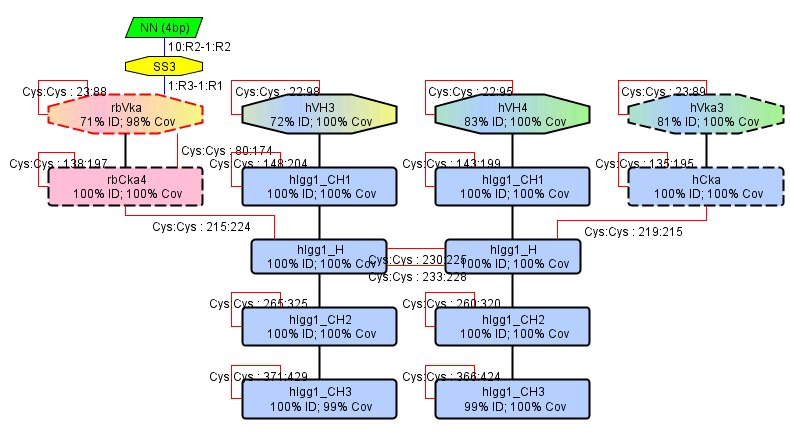 NN (4bp)
10:R2-1:R2
SS3
1:R3-1:R1
Cys:Cys : 23:88
Cys:Cys : 22:98
Cys:Cys : 22:95
Cys:Cys : 23:89
rbVka
71% ID; 98% Cov
hVH3
72% ID; 100% Cov
hVH4
83% ID; 100% Cov
hVka3
81% ID; 100% Cov
Cys:Cys : 80:174
Cys:Cys : 138:197
Cys:Cys : 148:204
Cys:Cys : 143:199
Cys:Cys : 135:195
rbCka4
100% ID; 100% Cov
hIgg1_CH1
100% ID; 100% Cov
hIgg1_CH1
100% ID; 100% Cov
hCka
100% ID; 100% Cov
Cys:Cys : 215:224
Cys:Cys : 219:215
hIgg1_H
100% ID; 100% Cov
hIgg1_H
100% ID; 100% Cov
Cys:Cys : 230:225
Cys:Cys : 233:228
Cys:Cys : 265:325
Cys:Cys : 260:320
hIgg1_CH2
100% ID; 100% Cov
hIgg1_CH2
100% ID; 100% Cov
Cys:Cys : 371:429
Cys:Cys : 366:424
hIgg1_CH3
100% ID; 99% Cov
hIgg1_CH3
99% ID; 100% Cov